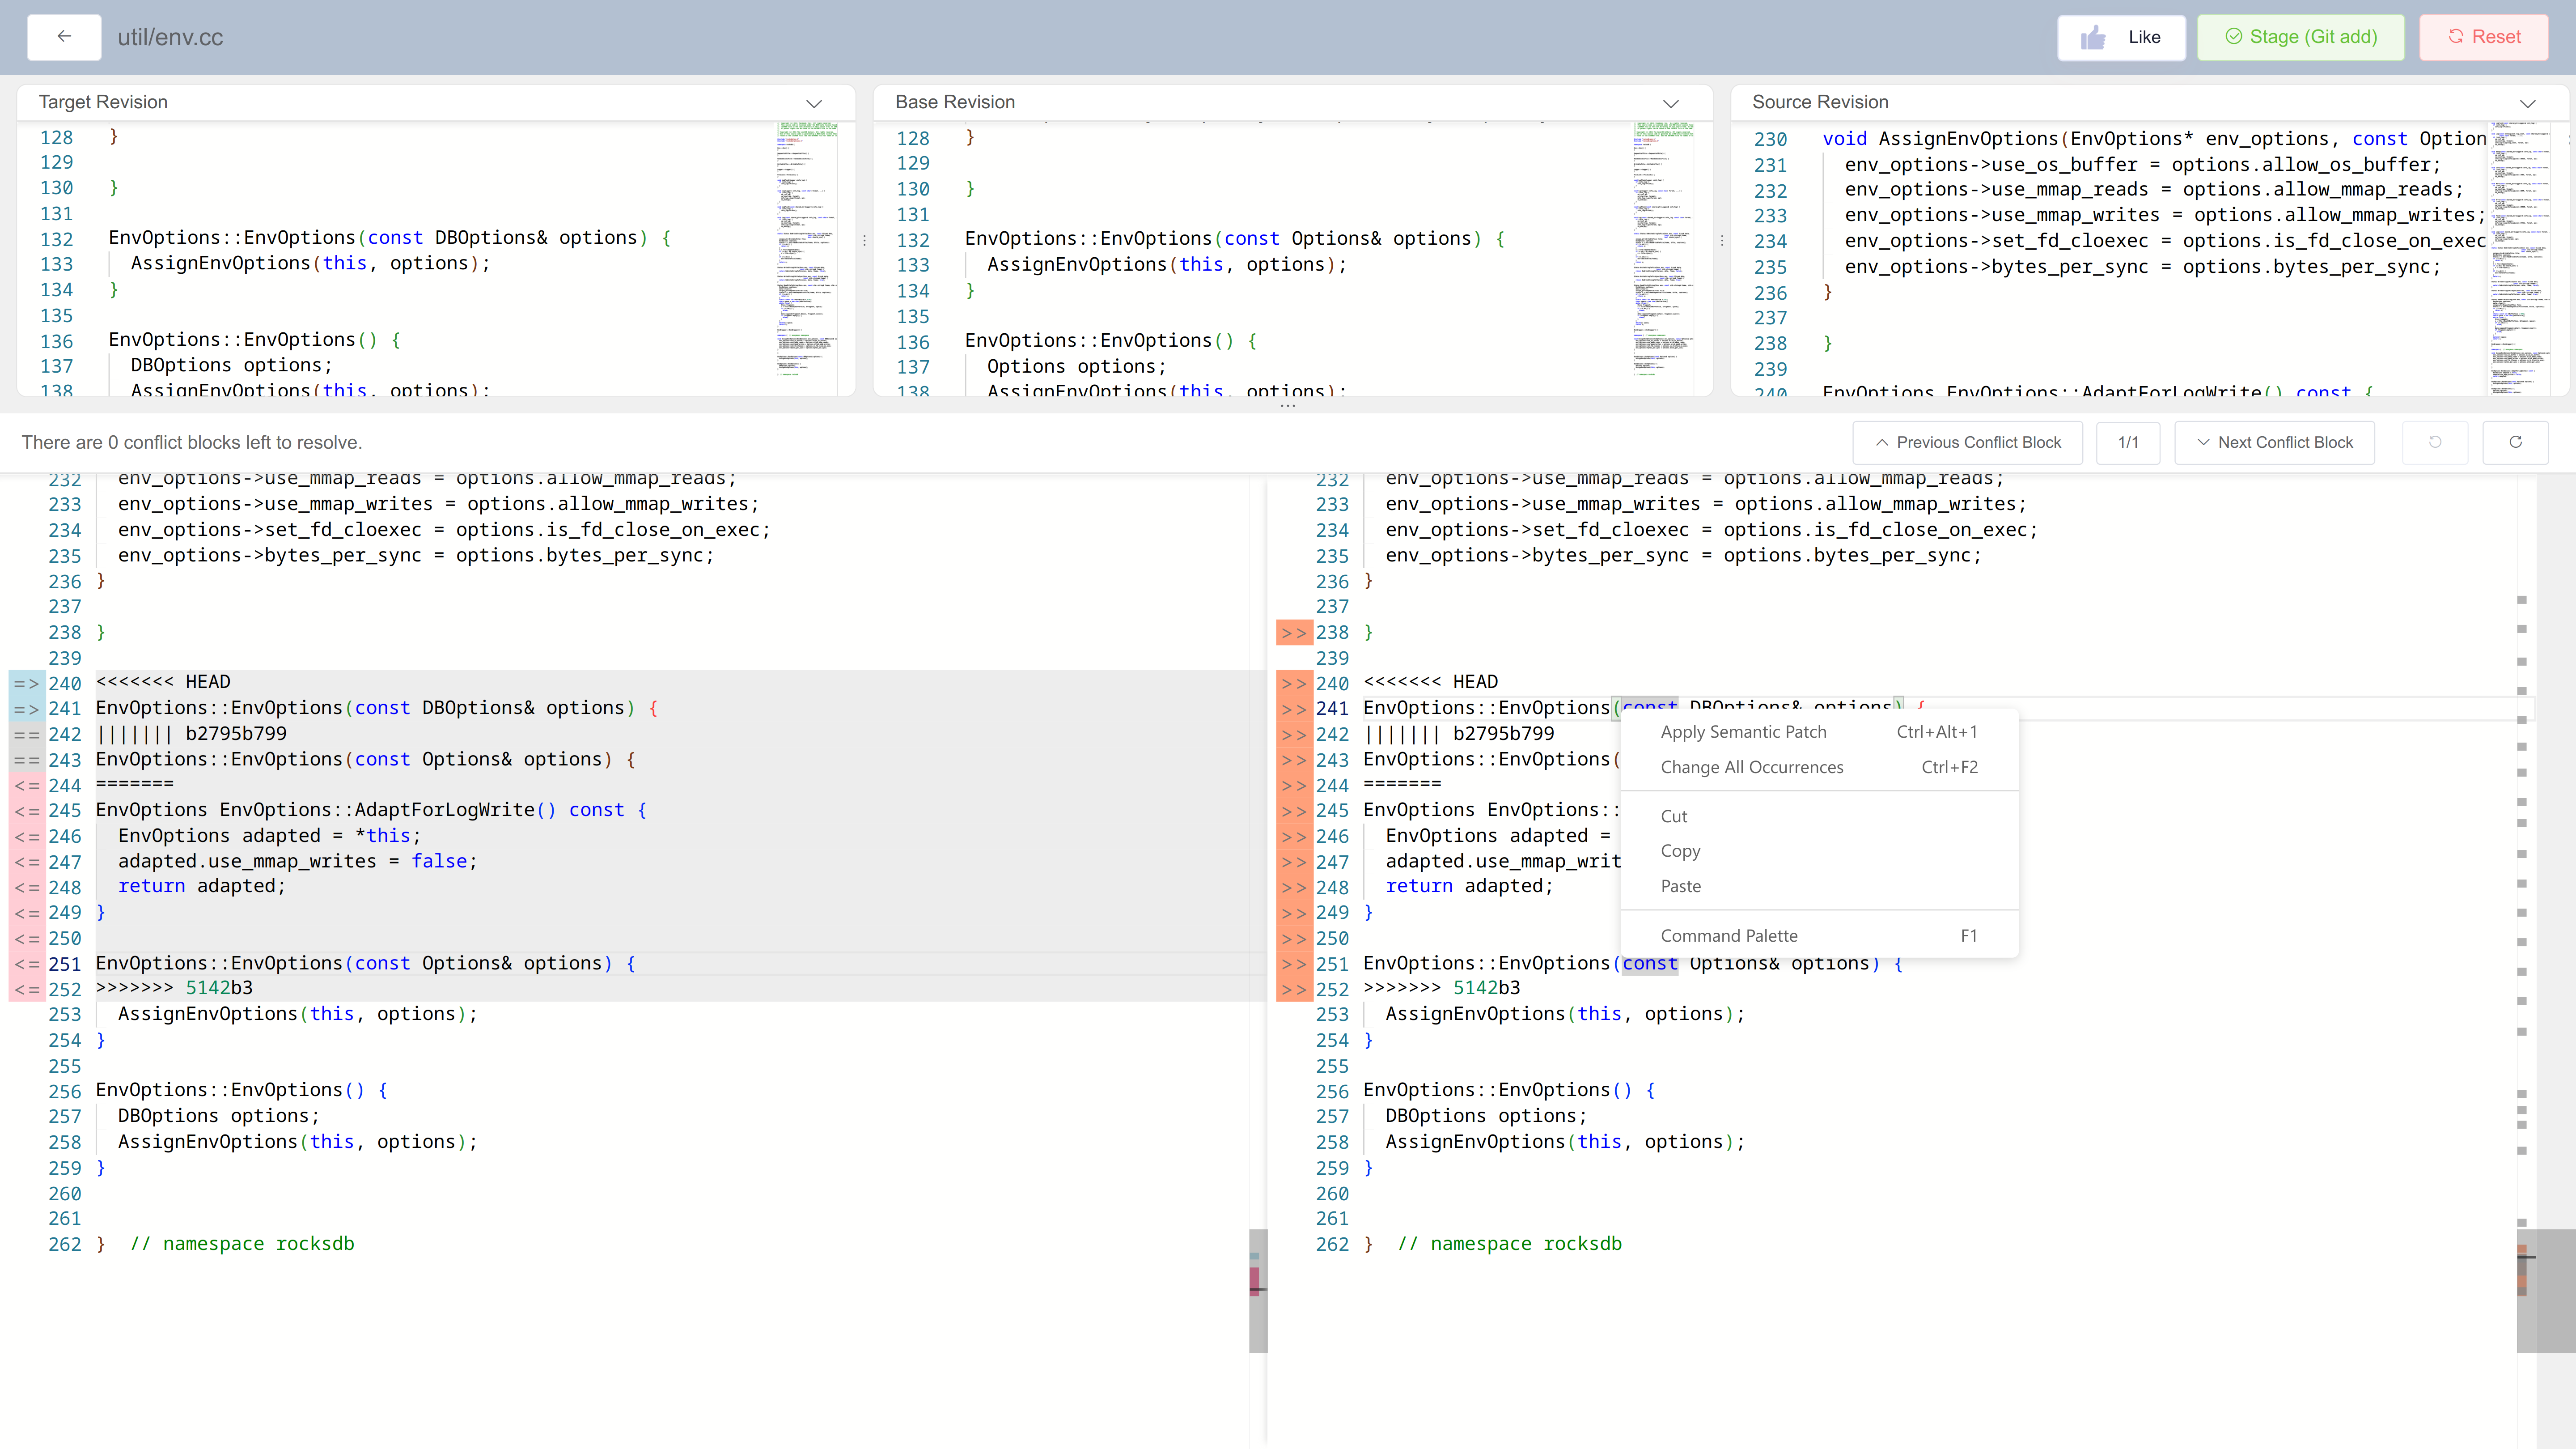 util/env.cc
Like
Stage (Git add)
Reset
Target Revision
128 }
129
130 }
131
132 EnvOptions::EnvOptions(const DBOptions& options) {
133 AssignEnvOptions(this, options);
134 }
135
136 EnvOptions::EnvOptions() {
137 DBOptions options;
138 AssignEnvOptions(this, options);
Base Revision
128 }
129
130 }
131
132 EnvOptions::EnvOptions(const Options& options) {
133 AssignEnvOptions(this, options);
134 }
135
136 EnvOptions::EnvOptions() {
137 Options options;
138 AssignEnvOptions(this, options);
Source Revision
230 void AssignEnvOptions(EnvOptions* env_options, const Option
231 env_options->use_os_buffer = options.allow_os_buffer;
232 env_options->use_mmap_reads = options.allow_mmap_reads;
233 env_options->use_mmap_writes = options.allow_mmap_writes;
234 env_options->set_fd_cloexec = options.is_fd_close_on_exec
235 env_options->bytes_per_sync = options.bytes_per_sync;
236 }
237
238 }
239
240 EnvOptions EnvOptions::AdaptForLogWrite() const {
There are 0 conflict blocks left to resolve.
Previous Conflict Block
1/1
Next Conflict Block
232 env_options->use_mmap_reads = options.allow_mmap_reads;
233 env_options->use_mmap_writes = options.allow_mmap_writes;
234 env_options->set_fd_cloexec = options.is_fd_close_on_exec;
235 env_options->bytes_per_sync = options.bytes_per_sync;
236 }
237
238 }
239
=> 240 <<<<<<< HEAD
=> 241 EnvOptions::EnvOptions(const DBOptions& options) {
== 242 ||||||| b2795b799
== 243 EnvOptions::EnvOptions(const Options& options) {
<= 244 =======
<= 245 EnvOptions EnvOptions::AdaptForLogWrite() const {
<= 246 EnvOptions adapted = *this;
<= 247 adapted.use_mmap_writes = false;
<= 248 return adapted;
<= 249 }
<= 250
<= 251 EnvOptions::EnvOptions(const Options& options) {
<= 252 >>>>>>> 5142b3
253 AssignEnvOptions(this, options);
254 }
255
256 EnvOptions::EnvOptions() {
257 DBOptions options;
258 AssignEnvOptions(this, options);
259 }
260
261
262 } // namespace rocksdb
232 env_options->use_mmap_reads = options.allow_mmap_reads;
233 env_options->use_mmap_writes = options.allow_mmap_writes;
234 env_options->set_fd_cloexec = options.is_fd_close_on_exec;
235 env_options->bytes_per_sync = options.bytes_per_sync;
236 }
237
>> 238 }
239
>> 240 <<<<<<< HEAD
>> 241 EnvOptions::EnvOptions(const DBOptions& options) {
>> 242 ||||||| b2795b799
>> 243 EnvOptions::EnvOptions(
>> 244 =======
>> 245 EnvOptions EnvOptions::
>> 246 EnvOptions adapted =
>> 247 adapted.use_mmap_writ
>> 248 return adapted;
>> 249 }
>> 250
>> 251 EnvOptions::EnvOptions(const Options& options) {
>> 252 >>>>>>> 5142b3
253 AssignEnvOptions(this, options);
254 }
255
256 EnvOptions::EnvOptions() {
257 DBOptions options;
258 AssignEnvOptions(this, options);
259 }
260
261
262 } // namespace rocksdb
Apply Semantic Patch Ctrl+Alt+1
Change All Occurrences Ctrl+F2
Cut
Copy
Paste
Command Palette F1